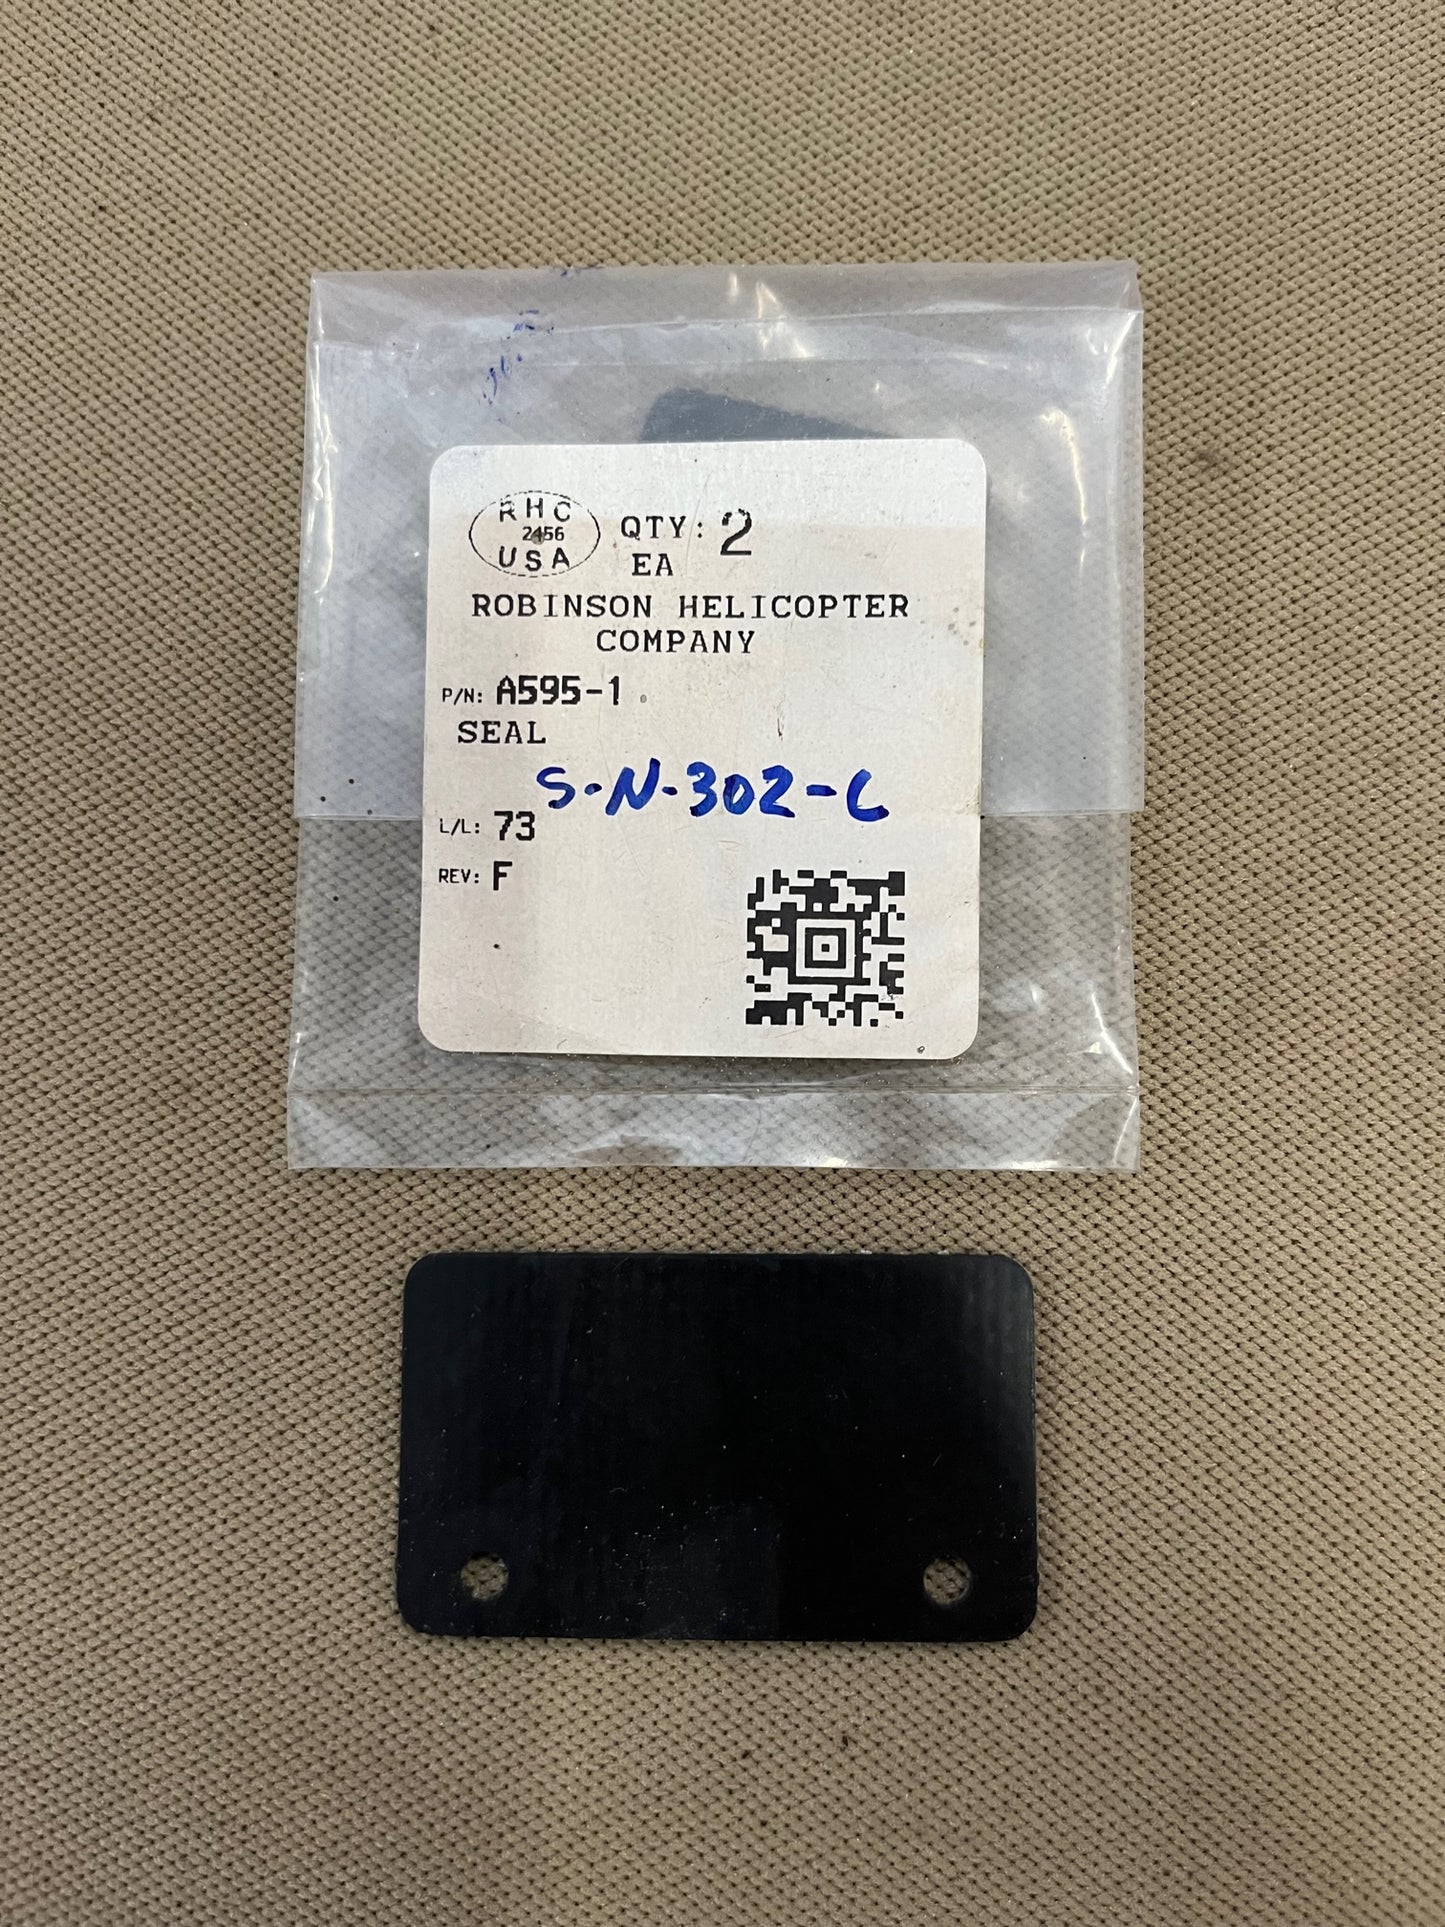 RHC
2456
USA
QTY: 2
EA
ROBINSON HELICOPTER
COMPANY
P/N: A595-1
SEAL
S-N-302-C
L/L: 73
REV: F